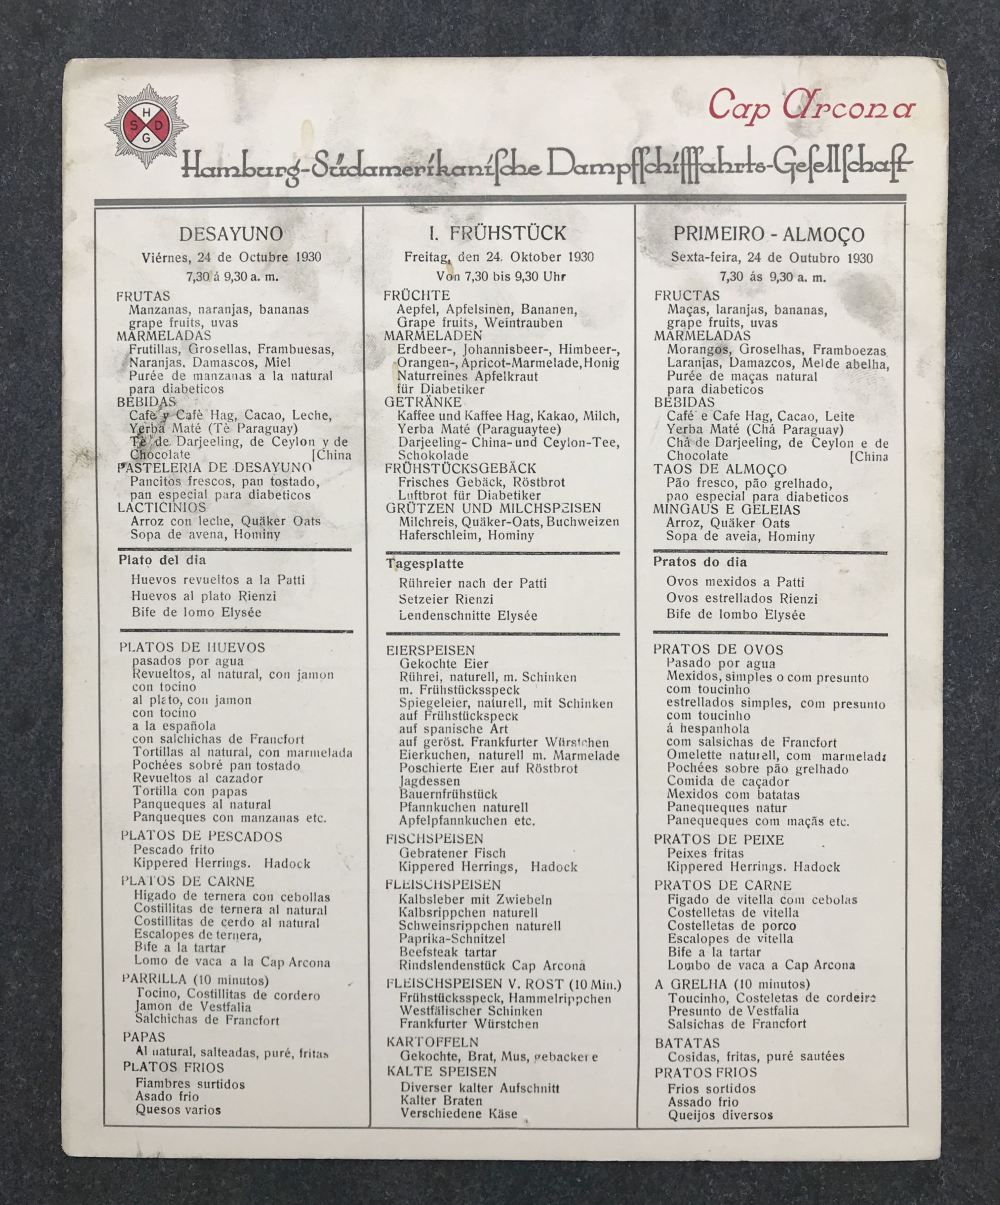 H
S D
G
Cap Arcona
Hamburg-Südamerikanische Dampfschifffahrts-Gesellschaft
DESAYUNO
Viérnes, 24 de Octubre 1930
7,30 á 9,30 a. m.
FRUTAS
Manzanas, naranjas, bananas
grape fruits, uvas
MARMELADAS
Frutillas, Grosellas, Frambuesas,
Naranjas, Damascos, Miel
Purée de manzanas a la natural
para diabeticos
BEBIDAS
Cafè y Cafè Hag, Cacao, Leche,
Yerba Maté (Tè Paraguay)
Tè de Darjeeling, de Ceylon y de
Chocolate [China
PASTELERIA DE DESAYUNO
Pancitos frescos, pan tostado,
pan especial para diabeticos
LACTICINIOS
Arroz con leche, Quäker Oats
Sopa de avena, Hominy
Plato del dia
Huevos revueltos a la Patti
Huevos al plato Rienzi
Bife de lomo Elysée
PLATOS DE HUEVOS
pasados por agua
Revueltos, al natural, con jamon
con tocino
al plato, con jamon
con tocino
a la española
con salchichas de Francfort
Tortillas al natural, con marmelada
Pochées sobré pan tostado
Revueltos al cazador
Tortilla con papas
Panqueques al natural
Panqueques con manzanas etc.
PLATOS DE PESCADOS
Pescado frito
Kippered Herrings. Hadock
PLATOS DE CARNE
Higado de ternera con cebollas
Costillitas de ternera al natural
Costillitas de cerdo al natural
Escalopes de ternera,
Bife a la tartar
Lomo de vaca a la Cap Arcona
PARRILLA (10 minutos)
Tocino, Costillitas de cordero
Jamon de Vestfalia
Salchichas de Francfort
PAPAS
Al natural, salteadas, puré, fritas
PLATOS FRIOS
Fiambres surtidos
Asado frio
Quesos varios
I. FRÜHSTÜCK
Freitag, den 24. Oktober 1930
Von 7,30 bis 9,30 Uhr
FRÜCHTE
Aepfel, Apfelsinen, Bananen,
Grape fruits, Weintrauben
MARMELADEN
Erdbeer-, Johannisbeer-, Himbeer-,
Orangen-, Apricot-Marmelade, Honig
Naturreines Apfelkraut
für Diabetiker
GETRÄNKE
Kaffee und Kaffee Hag, Kakao, Milch,
Yerba Maté (Paraguaytee)
Darjeeling- China- und Ceylon-Tee,
Schokolade
FRÜHSTÜCKSGEBÄCK
Frisches Gebäck, Röstbrot
Luftbrot für Diabetiker
GRÜTZEN UND MILCHSPEISEN
Milchreis, Quäker-Oats, Buchweizen
Haferschleim, Hominy
Tagesplatte
Rühreier nach der Patti
Setzeier Rienzi
Lendenschnitte Elysée
EIERSPEISEN
Gekochte Eier
Rührei, naturell, m. Schinken
m. Frühstücksspeck
Spiegeleier, naturell, mit Schinken
auf Frühstückspeck
auf spanische Art
auf geröst. Frankfurter Würstchen
Eierkuchen, naturell m. Marmelade
Poschierte Eier auf Röstbrot
Jagdessen
Bauernfrühstück
Pfannkuchen naturell
Apfelpfannkuchen etc.
FISCHSPEISEN
Gebratener Fisch
Kippered Herrings, Hadock
FLEISCHSPEISEN
Kalbsleber mit Zwiebeln
Kalbsrippchen naturell
Schweinsrippchen naturell
Paprika-Schnitzel
Beefsteak tartar
Rindslendenstück Cap Arcona
FLEISCHSPEISEN V. ROST (10 Min.)
Frühstücksspeck, Hammelrippchen
Westfälischer Schinken
Frankfurter Würstchen
KARTOFFELN
Gekochte, Brat, Mus, gebackene
KALTE SPEISEN
Diverser kalter Aufschnitt
Kalter Braten
Verschiedene Käse
PRIMEIRO - ALMOÇO
Sexta-feira, 24 de Outubro 1930
7,30 ás 9,30 a. m.
FRUCTAS
Maças, laranjas, bananas,
grape fruits, uvas
MARMELADAS
Morangos, Groselhas, Framboezas
Laranjas, Damazcos, Mel de abelha,
Purée de maças natural
para diabeticos
BEBIDAS
Café e Cafe Hag, Cacao, Leite
Yerba Maté (Chá Paraguay)
Chá de Darjeeling, de Ceylon e de
Chocolate [China
TAOS DE ALMOÇO
Pão fresco, pão grelhado,
pao especial para diabeticos
MINGAUS E GELEIAS
Arroz, Quäker Oats
Sopa de aveia, Hominy
Pratos do dia
Ovos mexidos a Patti
Ovos estrellados Rienzi
Bife de lombo Elysée
PRATOS DE OVOS
Pasado por agua
Mexidos, simples o com presunto
com toucinho
estrellados simples, com presunto
com toucinho
á hespanhola
com salsichas de Francfort
Omelette naturell, com marmelada
Pochées sobre pão grelhado
Comida de caçador
Mexidos com batatas
Panequeques natur
Panequeques com maçãs etc.
PRATOS DE PEIXE
Peixes fritas
Kippered Herrings. Hadock
PRATOS DE CARNE
Figado de vitella com cebolas
Costelletas de vitella
Costelletas de porco
Escalopes de vitella
Bife a la tartar
Lombo de vaca a Cap Arcona
A GRELHA (10 minutos)
Toucinho, Costeletas de cordeiro
Presunto de Vestfalia
Salsichas de Francfort
BATATAS
Cosidas, fritas, puré sautées
PRATOS FRIOS
Frios sortidos
Assado frio
Queijos diversos